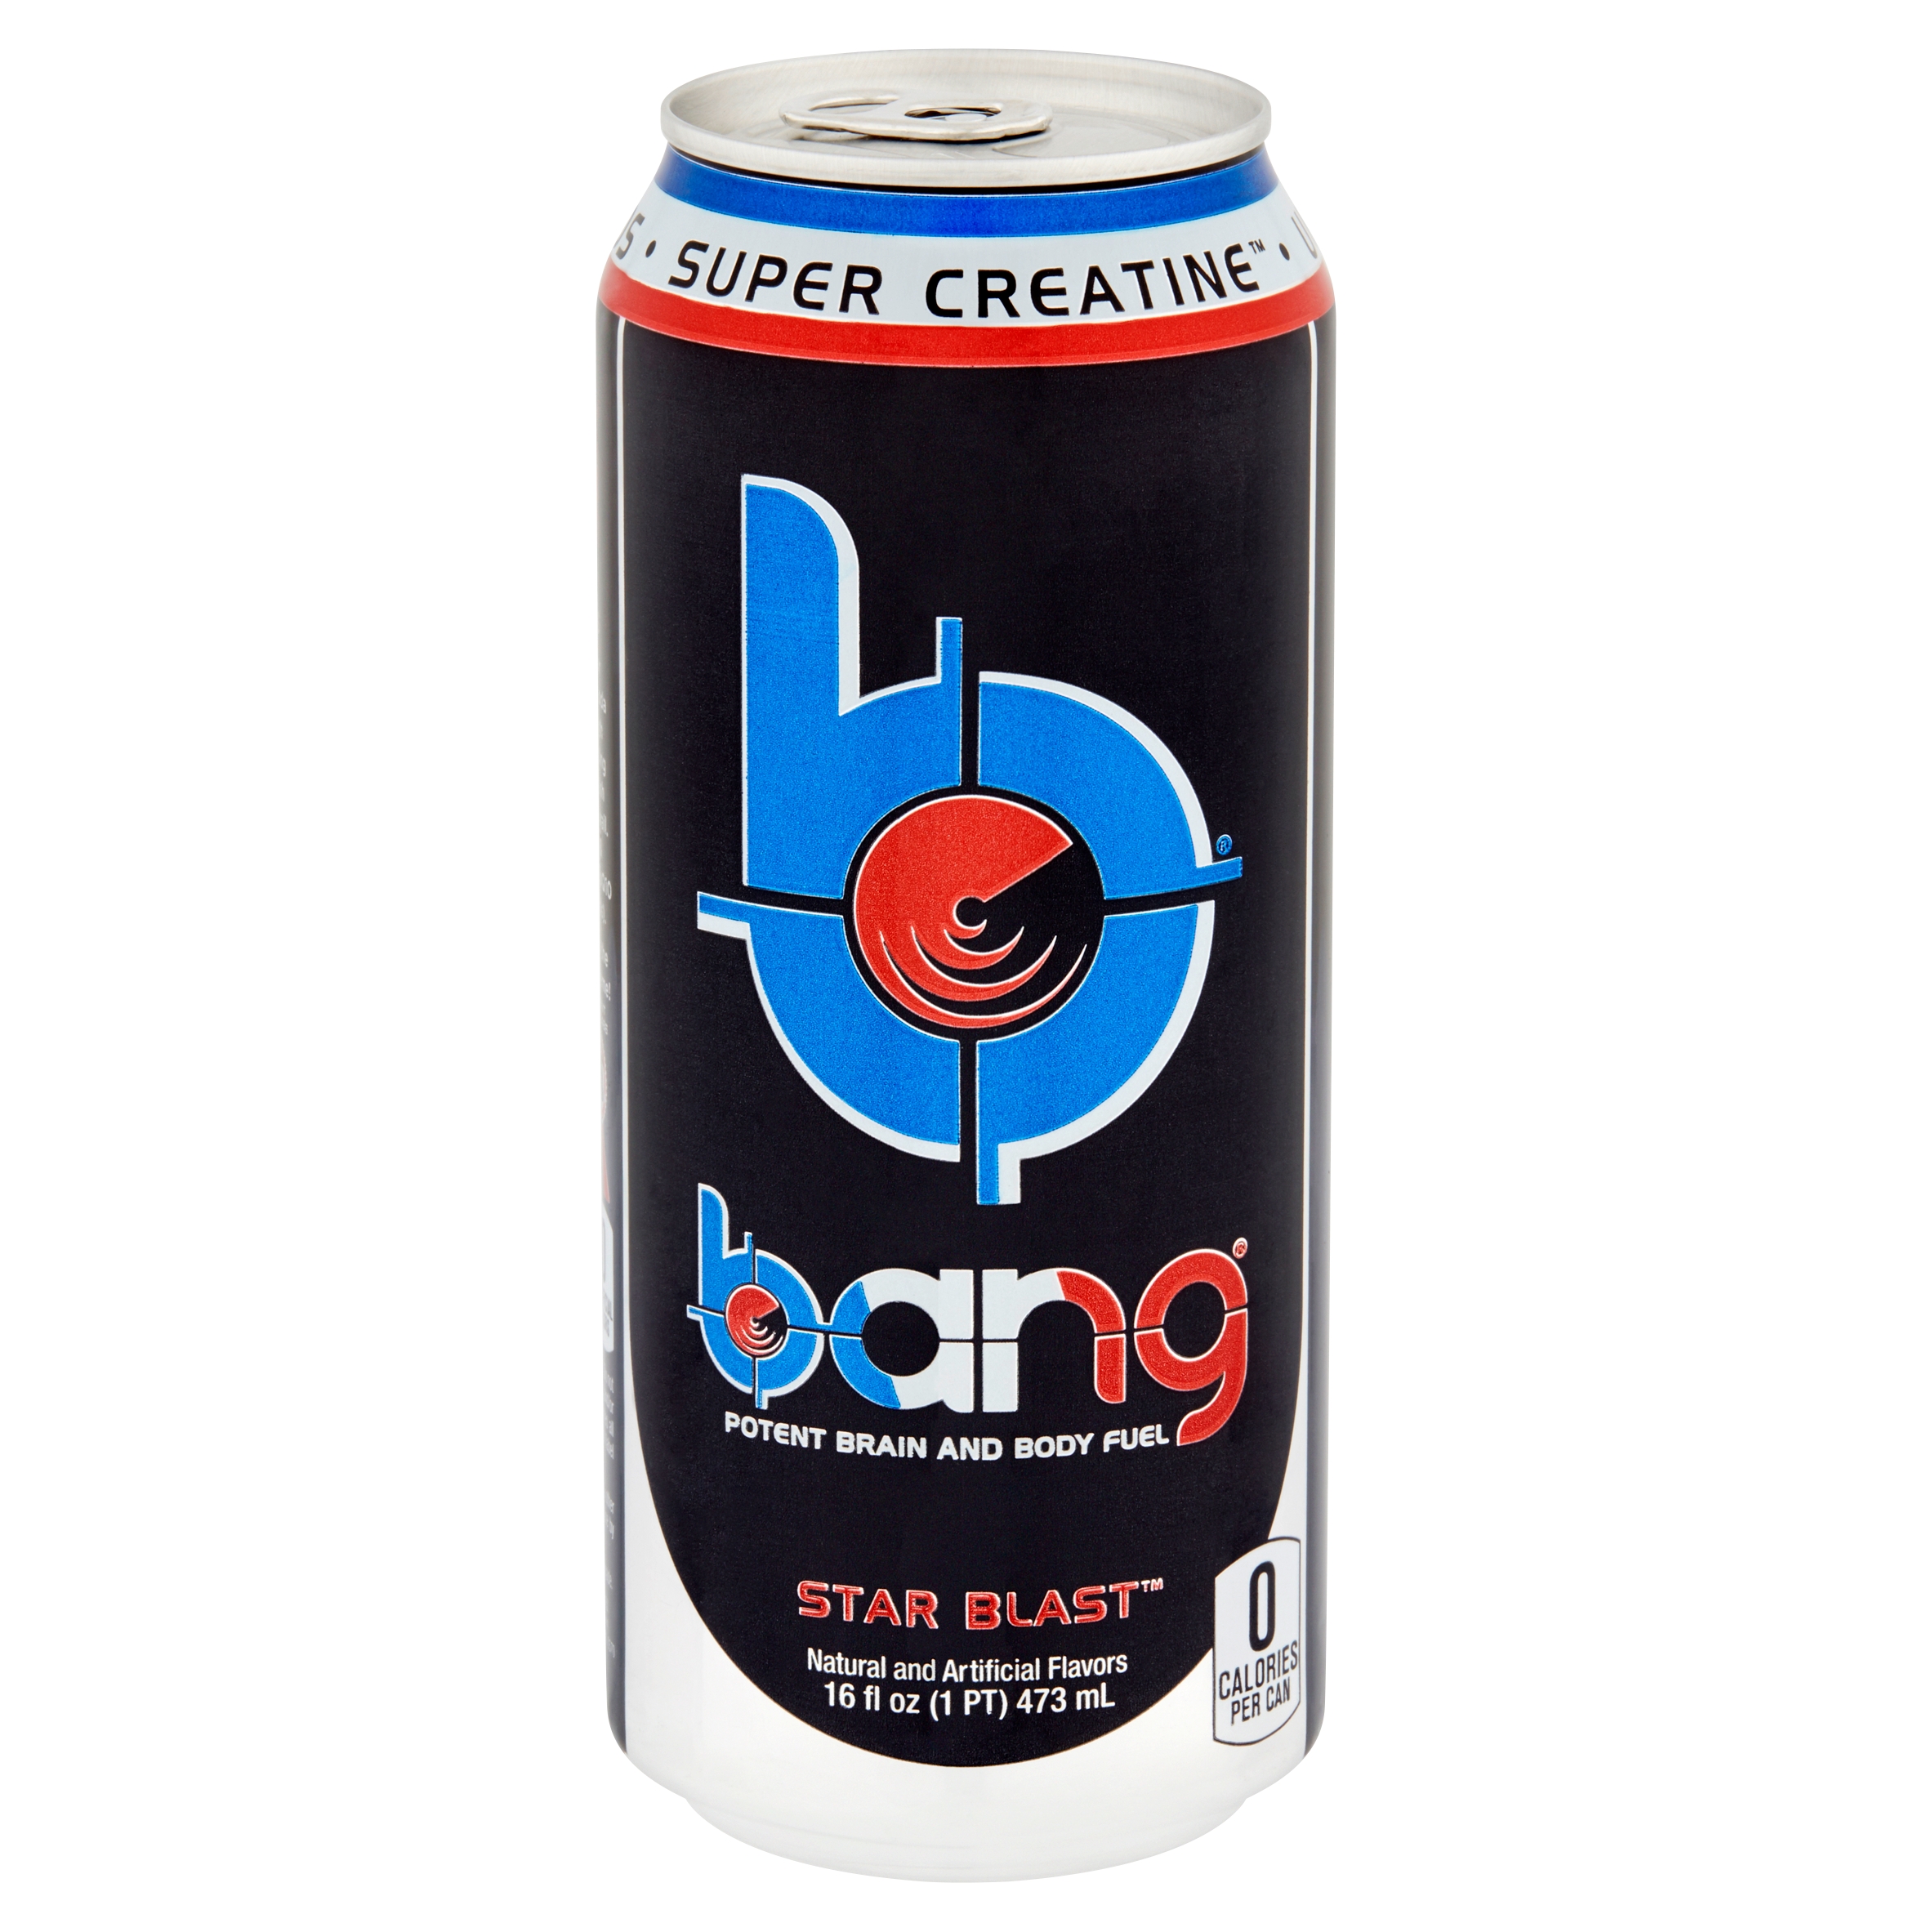 • SUPER CREATINE™ •
b®
bang®
POTENT BRAIN AND BODY FUEL
STAR BLAST™
Natural and Artificial Flavors
16 fl oz (1 PT) 473 mL
0
CALORIES
PER CAN